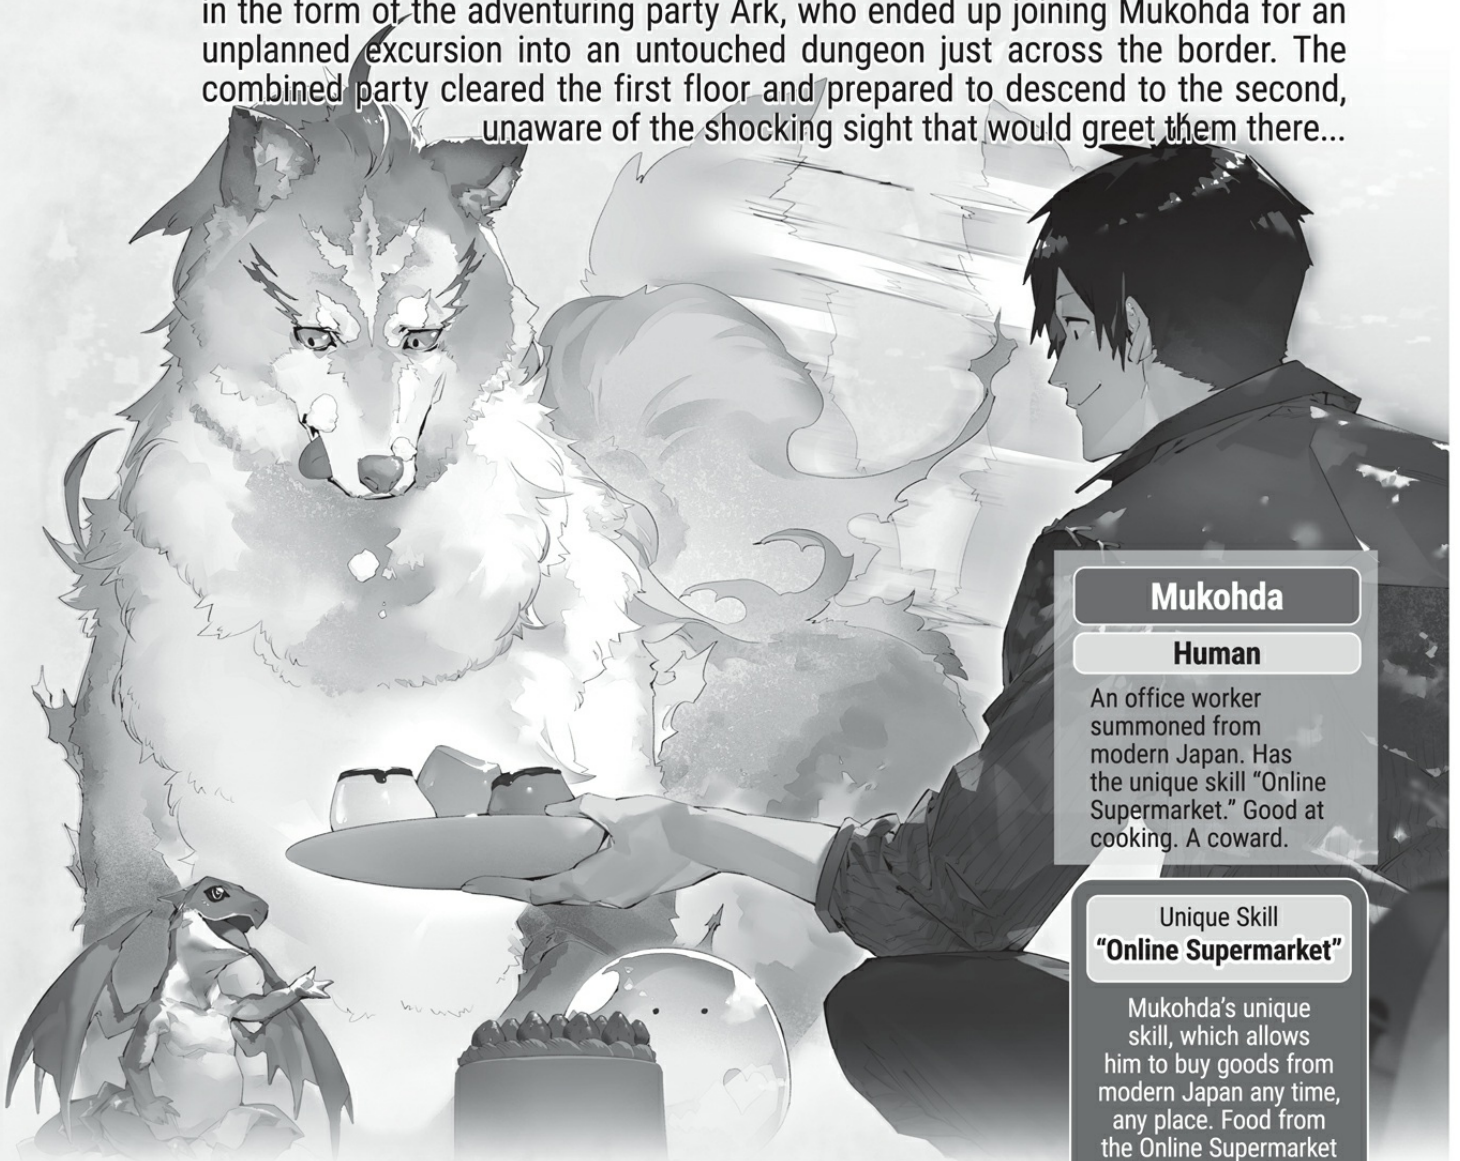 in the form of the adventuring party Ark, who ended up joining Mukohda for an
unplanned excursion into an untouched dungeon just across the border. The
combined party cleared the first floor and prepared to descend to the second,
unaware of the shocking sight that would greet them there...
Mukohda
Human
An office worker
summoned from
modern Japan. Has
the unique skill “Online
Supermarket.” Good at
cooking. A coward.
Unique Skill
“Online Supermarket”
Mukohda’s unique
skill, which allows
him to buy goods from
modern Japan any time,
any place. Food from
the Online Supermarket